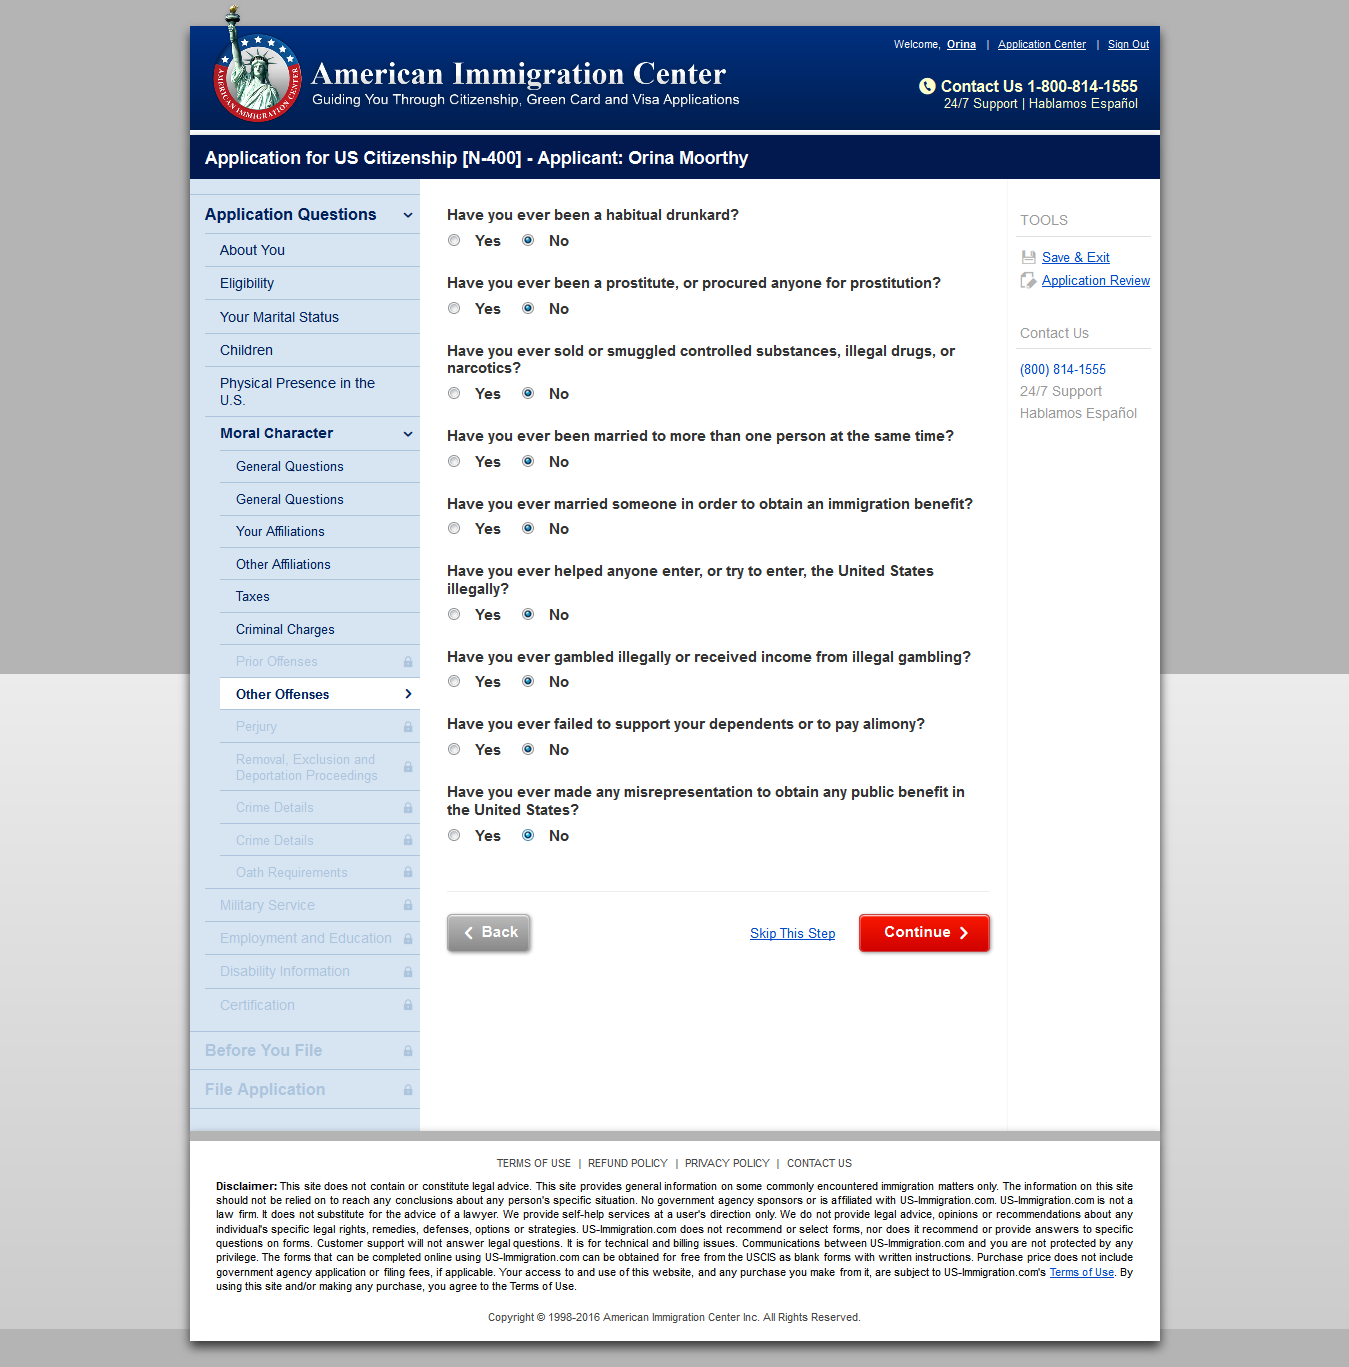 Welcome, Orina | Application Center | Sign Out
AMERICAN IMMIGRATION CENTER
American Immigration Center
Guiding You Through Citizenship, Green Card and Visa Applications
Contact Us 1-800-814-1555
24/7 Support | Hablamos Español
Application for US Citizenship [N-400] - Applicant: Orina Moorthy
Application Questions
About You
Eligibility
Your Marital Status
Children
Physical Presence in the
U.S.
Moral Character
General Questions
General Questions
Your Affiliations
Other Affiliations
Taxes
Criminal Charges
Prior Offenses
Other Offenses
Perjury
Removal, Exclusion and
Deportation Proceedings
Crime Details
Crime Details
Oath Requirements
Military Service
Employment and Education
Disability Information
Certification
Before You File
File Application
Have you ever been a habitual drunkard?
Yes No
Have you ever been a prostitute, or procured anyone for prostitution?
Yes No
Have you ever sold or smuggled controlled substances, illegal drugs, or
narcotics?
Yes No
Have you ever been married to more than one person at the same time?
Yes No
Have you ever married someone in order to obtain an immigration benefit?
Yes No
Have you ever helped anyone enter, or try to enter, the United States
illegally?
Yes No
Have you ever gambled illegally or received income from illegal gambling?
Yes No
Have you ever failed to support your dependents or to pay alimony?
Yes No
Have you ever made any misrepresentation to obtain any public benefit in
the United States?
Yes No
Back
Skip This Step
Continue
TOOLS
Save & Exit
Application Review
Contact Us
(800) 814-1555
24/7 Support
Hablamos Español
TERMS OF USE | REFUND POLICY | PRIVACY POLICY | CONTACT US
Disclaimer: This site does not contain or constitute legal advice. This site provides general information on some commonly encountered immigration matters only. The information on this site
should not be relied on to reach any conclusions about any person's specific situation. No government agency sponsors or is affiliated with US-Immigration.com. US-Immigration.com is not a
law firm. It does not substitute for the advice of a lawyer. We provide self-help services at a user's direction only. We do not provide legal advice, opinions or recommendations about any
individual's specific legal rights, remedies, defenses, options or strategies. US-Immigration.com does not recommend or select forms, nor does it recommend or provide answers to specific
questions on forms. Customer support will not answer legal questions. It is for technical and billing issues. Communications between US-Immigration.com and you are not protected by any
privilege. The forms that can be completed online using US-Immigration.com can be obtained for free from the USCIS as blank forms with written instructions. Purchase price does not include
government agency application or filing fees, if applicable. Your access to and use of this website, and any purchase you make from it, are subject to US-Immigration.com's Terms of Use. By
using this site and/or making any purchase, you agree to the Terms of Use.
Copyright © 1998-2016 American Immigration Center Inc. All Rights Reserved.